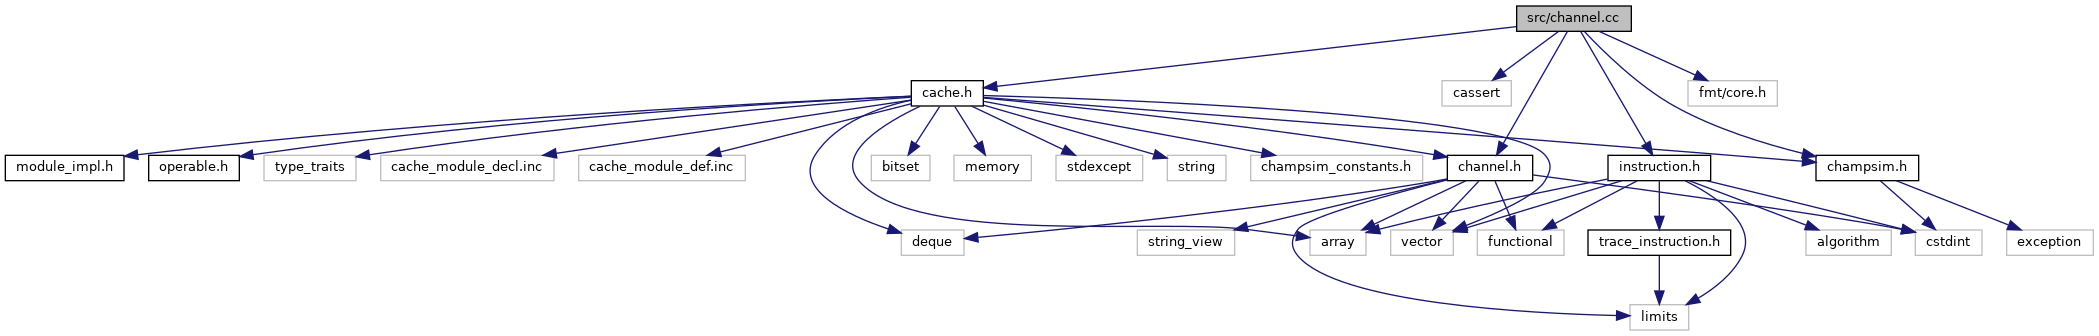 src/channel.cc
cache.h
cassert
fmt/core.h
module_impl.h
operable.h
type_traits
cache_module_decl.inc
cache_module_def.inc
bitset
memory
stdexcept
string
champsim_constants.h
channel.h
instruction.h
champsim.h
deque
string_view
array
vector
functional
trace_instruction.h
algorithm
cstdint
exception
limits